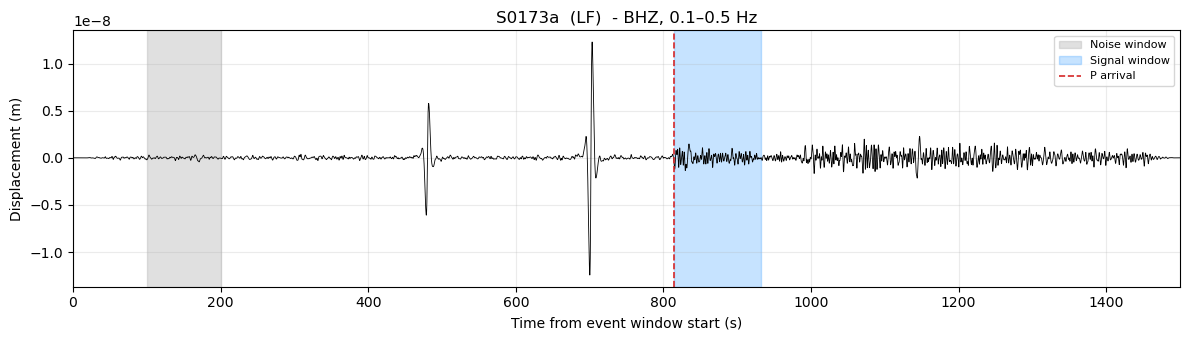 S0173a  (LF)  - BHZ, 0.1–0.5 Hz
1e−8
Displacement (m)
1.0
0.5
0.0
−0.5
−1.0
Noise window
Signal window
P arrival
0 200 400 600 800 1000 1200 1400
Time from event window start (s)